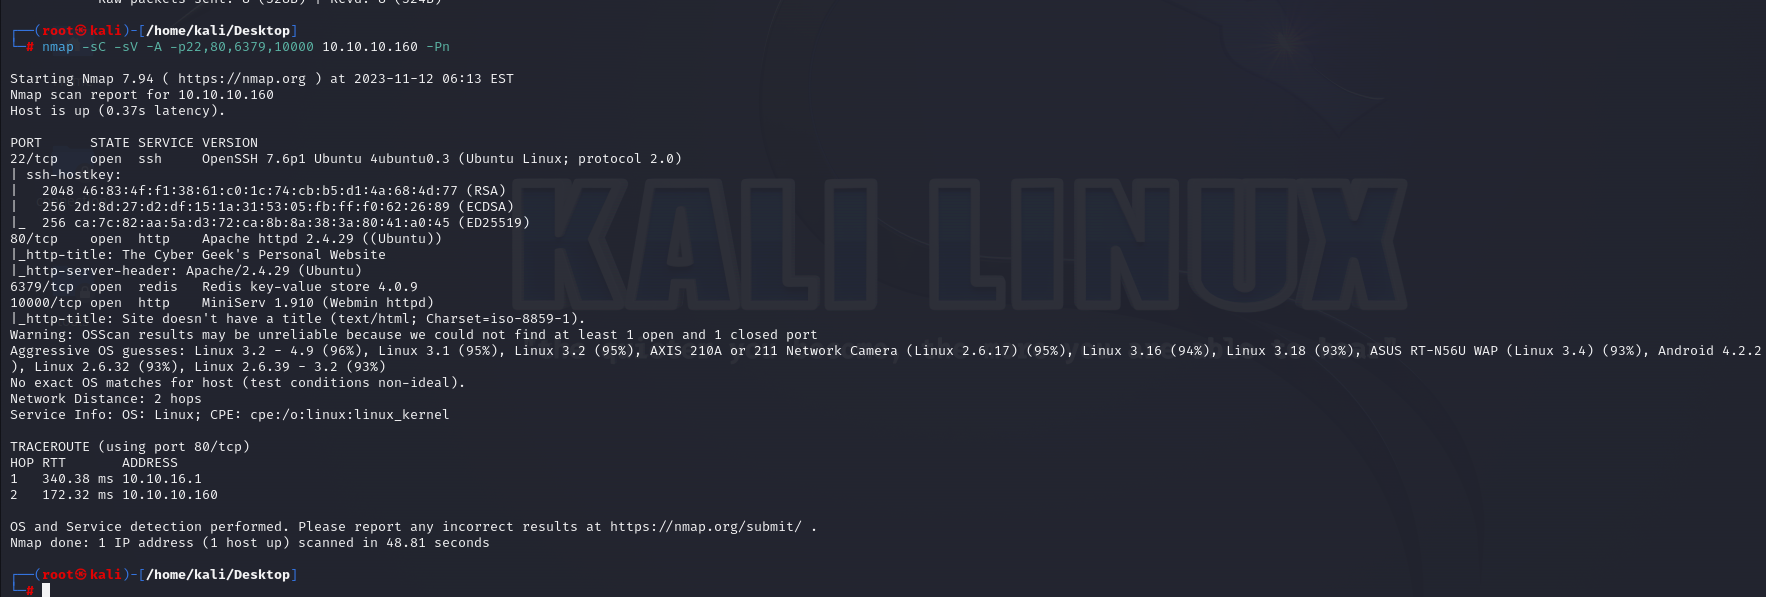 Raw packets sent: 8 (328B) | Rcvd: 8 (324B)
┌──(root㉿kali)-[/home/kali/Desktop]
└─# nmap -sC -sV -A -p22,80,6379,10000 10.10.10.160 -Pn
Starting Nmap 7.94 ( https://nmap.org ) at 2023-11-12 06:13 EST
Nmap scan report for 10.10.10.160
Host is up (0.37s latency).
PORT      STATE SERVICE VERSION
22/tcp    open  ssh     OpenSSH 7.6p1 Ubuntu 4ubuntu0.3 (Ubuntu Linux; protocol 2.0)
| ssh-hostkey:
|   2048 46:83:4f:f1:38:61:c0:1c:74:cb:b5:d1:4a:68:4d:77 (RSA)
|   256 2d:8d:27:d2:df:15:1a:31:53:05:fb:ff:f0:62:26:89 (ECDSA)
|_  256 ca:7c:82:aa:5a:d3:72:ca:8b:8a:38:3a:80:41:a0:45 (ED25519)
80/tcp    open  http    Apache httpd 2.4.29 ((Ubuntu))
|_http-title: The Cyber Geek's Personal Website
|_http-server-header: Apache/2.4.29 (Ubuntu)
6379/tcp  open  redis   Redis key-value store 4.0.9
10000/tcp open  http    MiniServ 1.910 (Webmin httpd)
|_http-title: Site doesn't have a title (text/html; Charset=iso-8859-1).
Warning: OSScan results may be unreliable because we could not find at least 1 open and 1 closed port
Aggressive OS guesses: Linux 3.2 - 4.9 (96%), Linux 3.1 (95%), Linux 3.2 (95%), AXIS 210A or 211 Network Camera (Linux 2.6.17) (95%), Linux 3.16 (94%), Linux 3.18 (93%), ASUS RT-N56U WAP (Linux 3.4) (93%), Android 4.2.2
), Linux 2.6.32 (93%), Linux 2.6.39 - 3.2 (93%)
No exact OS matches for host (test conditions non-ideal).
Network Distance: 2 hops
Service Info: OS: Linux; CPE: cpe:/o:linux:linux_kernel
TRACEROUTE (using port 80/tcp)
HOP RTT       ADDRESS
1   340.38 ms 10.10.16.1
2   172.32 ms 10.10.10.160
OS and Service detection performed. Please report any incorrect results at https://nmap.org/submit/ .
Nmap done: 1 IP address (1 host up) scanned in 48.81 seconds
┌──(root㉿kali)-[/home/kali/Desktop]
└─#
KALI LINUX